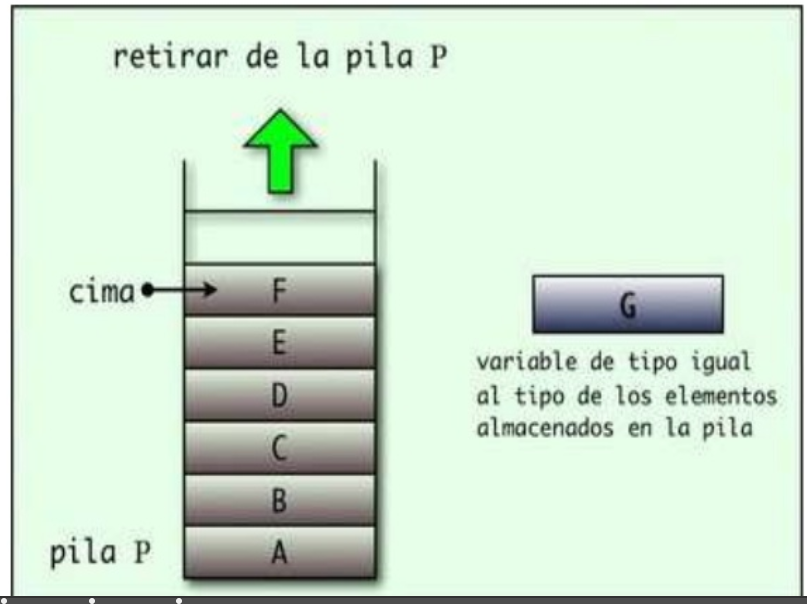 retirar de la pila P
cima
F
E
D
C
B
A
pila P
G
variable de tipo igual
al tipo de los elementos
almacenados en la pila